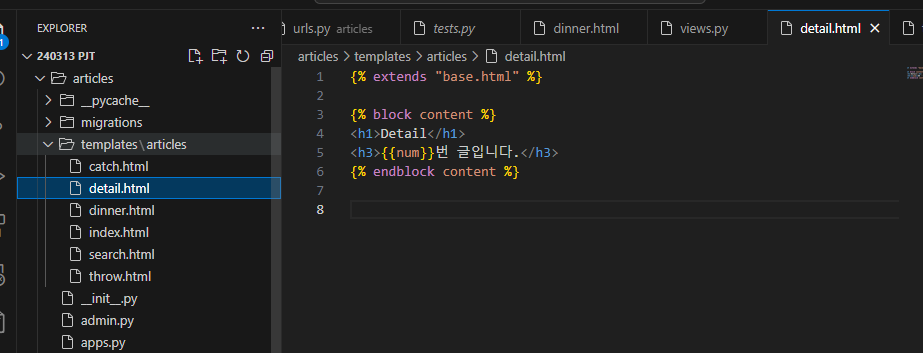 EXPLORER
240313 PJT
articles
__pycache__
migrations
templates\articles
catch.html
detail.html
dinner.html
index.html
search.html
throw.html
__init__.py
admin.py
apps.py
urls.py articles
tests.py
dinner.html
views.py
detail.html
articles > templates > articles > detail.html
1 {% extends "base.html" %}
2
3 {% block content %}
4 <h1>Detail</h1>
5 <h3>{{num}}번 글입니다.</h3>
6 {% endblock content %}
7
8